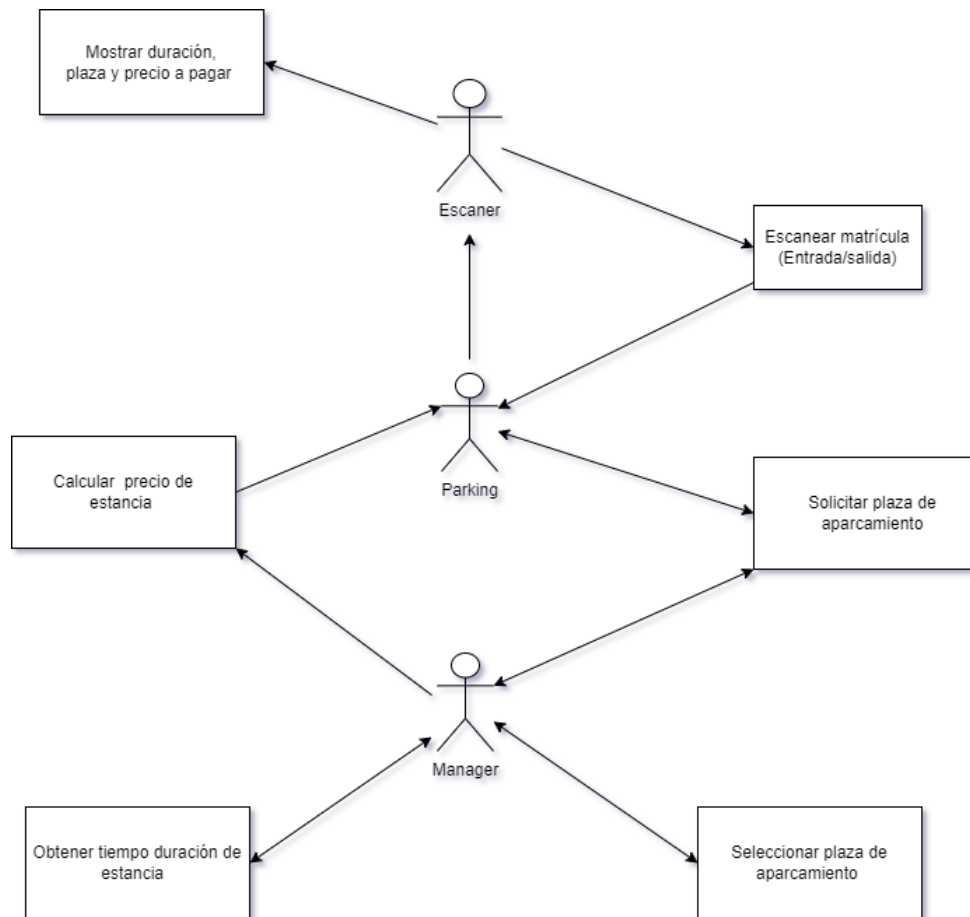 Mostrar duración,
plaza y precio a pagar
Escaner
Escanear matrícula
(Entrada/salida)
Parking
Calcular precio de
estancia
Solicitar plaza de
aparcamiento
Manager
Obtener tiempo duración de
estancia
Seleccionar plaza de
aparcamiento